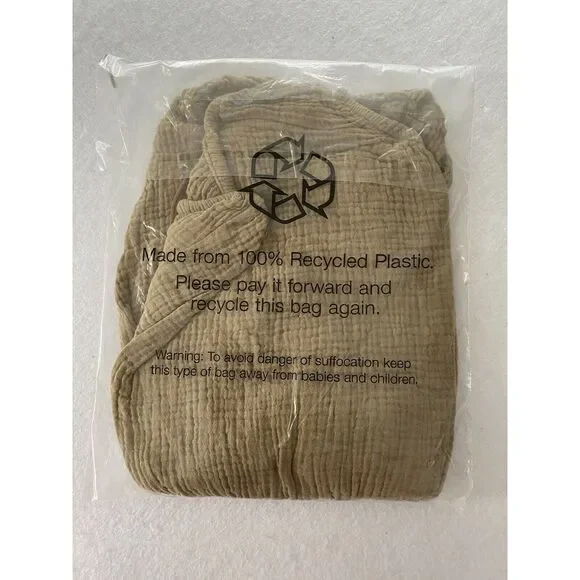 Made from 100% Recycled Plastic.
Please pay it forward and
recycle this bag again.
Warning: To avoid danger of suffocation keep
this type of bag away from babies and children.